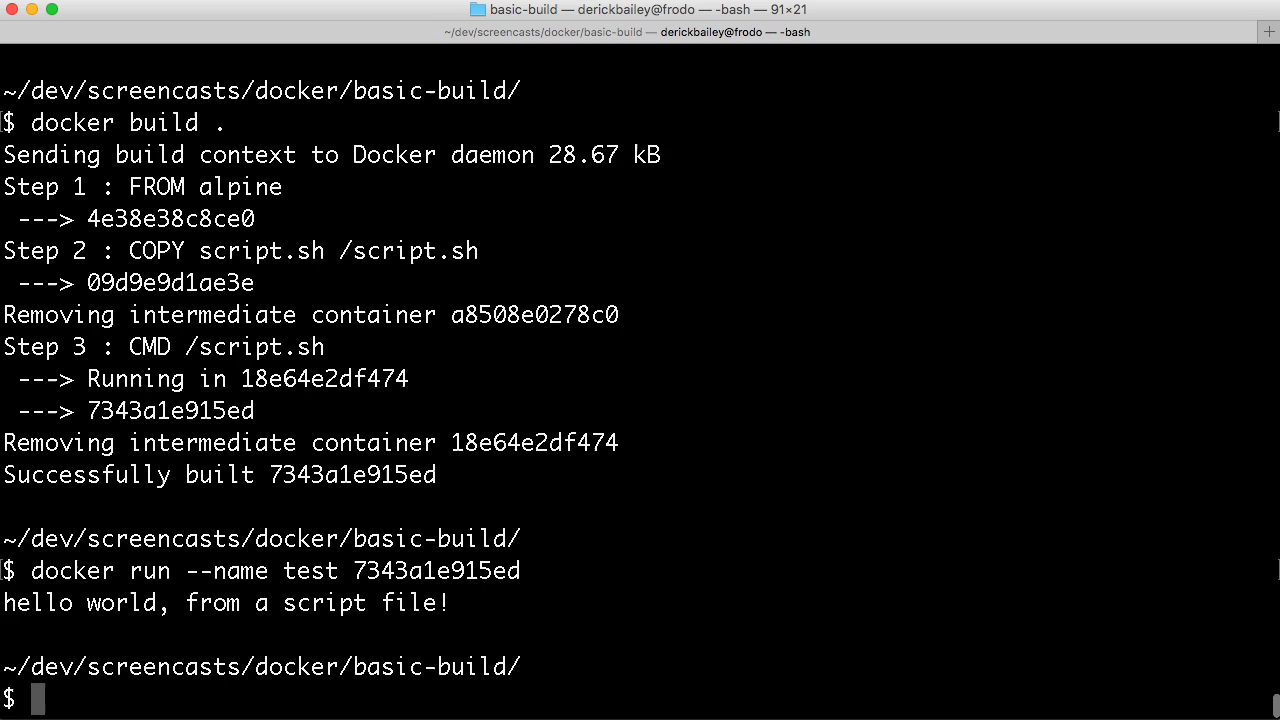 basic-build — derickbailey@frodo — -bash — 91×21
~/dev/screencasts/docker/basic-build — derickbailey@frodo — -bash
~/dev/screencasts/docker/basic-build/
$ docker build .
Sending build context to Docker daemon 28.67 kB
Step 1 : FROM alpine
 ---> 4e38e38c8ce0
Step 2 : COPY script.sh /script.sh
 ---> 09d9e9d1ae3e
Removing intermediate container a8508e0278c0
Step 3 : CMD /script.sh
 ---> Running in 18e64e2df474
 ---> 7343a1e915ed
Removing intermediate container 18e64e2df474
Successfully built 7343a1e915ed
~/dev/screencasts/docker/basic-build/
$ docker run --name test 7343a1e915ed
hello world, from a script file!
~/dev/screencasts/docker/basic-build/
$